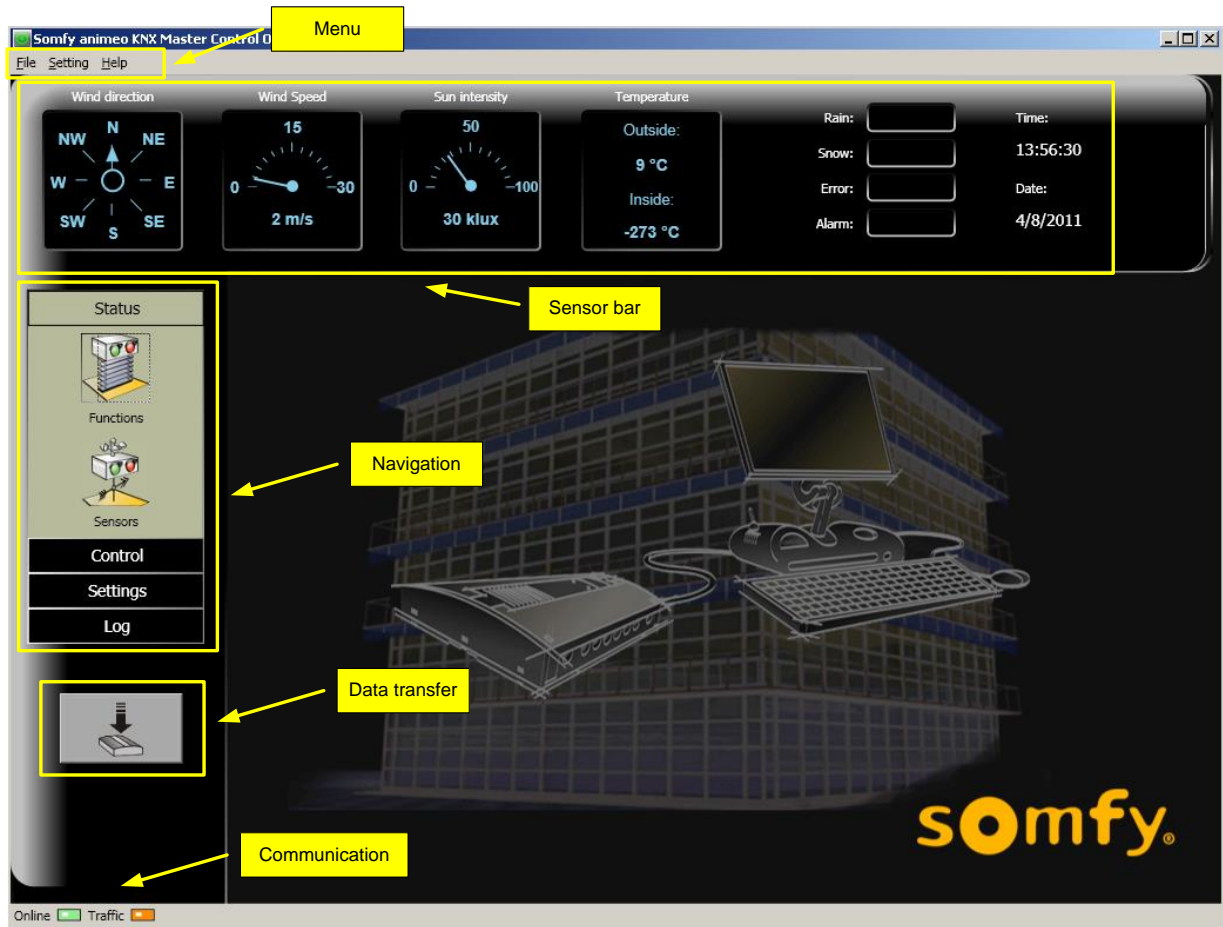 Menu
Somfy animeo KNX Master Control O
File Setting Help
Wind direction
N
NW NE
W E
SW SE
S
Wind Speed
15
0 30
2 m/s
Sun intensity
50
0 100
30 klux
Temperature
Outside:
9 °C
Inside:
-273 °C
Rain:
Snow:
Error:
Alarm:
Time:
13:56:30
Date:
4/8/2011
Sensor bar
Status
Functions
Sensors
Control
Settings
Log
Navigation
Data transfer
somfy®
Communication
Online Traffic